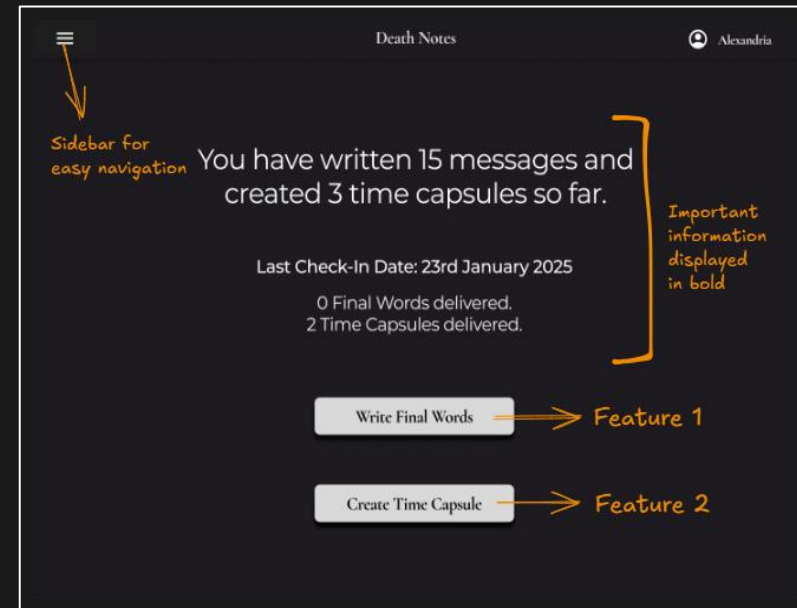 Death Notes
Alexandria
Sidebar for
easy navigation
You have written 15 messages and
created 3 time capsules so far.
Important
information
displayed
in bold
Last Check-In Date: 23rd January 2025
0 Final Words delivered.
2 Time Capsules delivered.
Write Final Words
Feature 1
Create Time Capsule
Feature 2